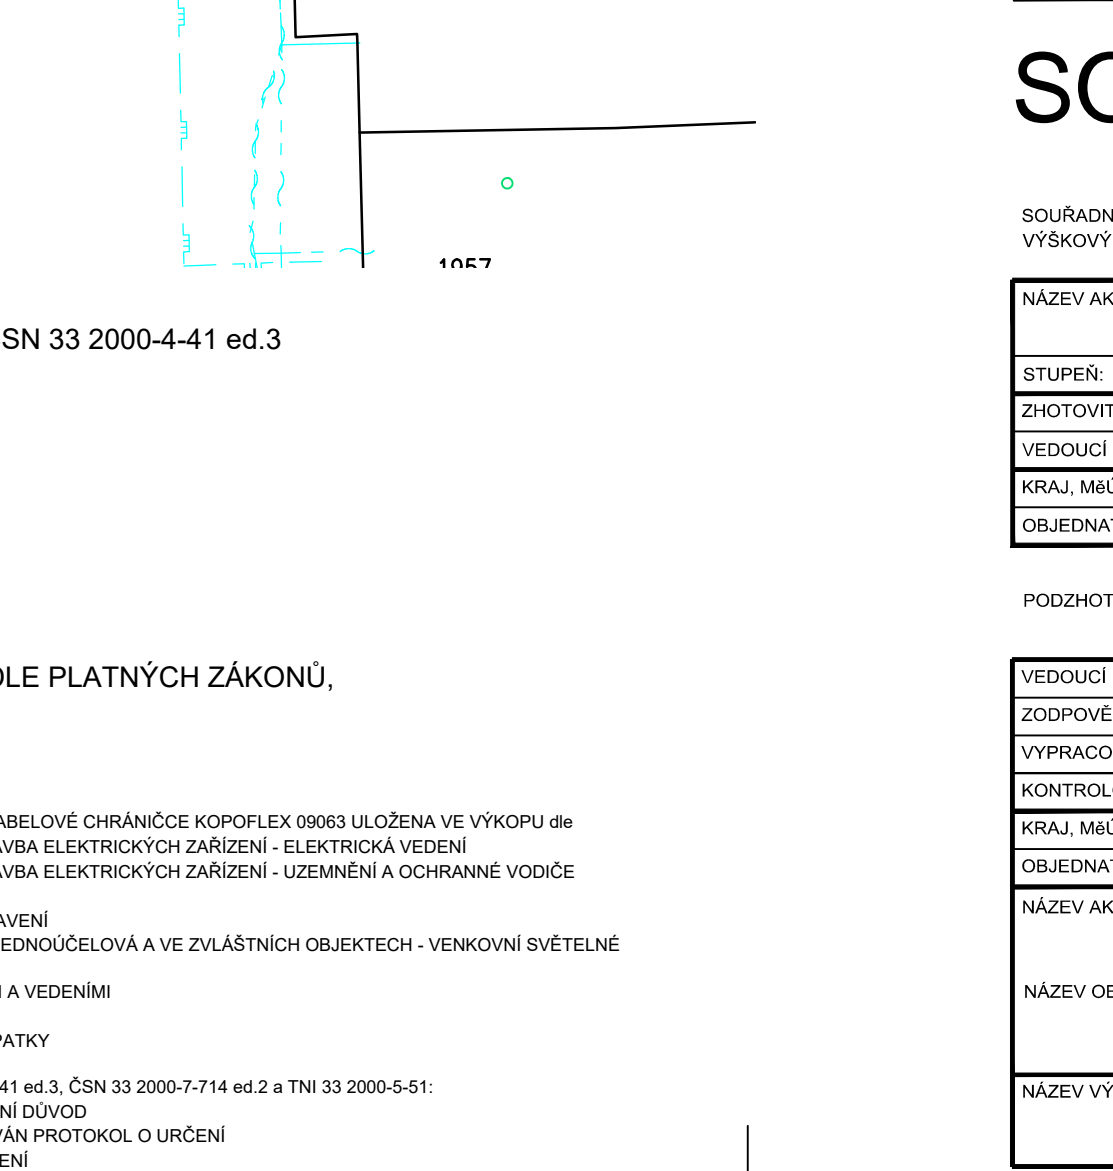 1957
SN 33 2000-4-41 ed.3
DLE PLATNÝCH ZÁKONŮ,
ABELOVÉ CHRÁNIČCE KOPOFLEX 09063 ULOŽENA VE VÝKOPU dle
AVBA ELEKTRICKÝCH ZAŘÍZENÍ - ELEKTRICKÁ VEDENÍ
AVBA ELEKTRICKÝCH ZAŘÍZENÍ - UZEMNĚNÍ A OCHRANNÉ VODIČE
AVENÍ
EDNOÚČELOVÁ A VE ZVLÁŠTNÍCH OBJEKTECH - VENKOVNÍ SVĚTELNÉ
A VEDENÍMI
PATKY
41 ed.3, ČSN 33 2000-7-714 ed.2 a TNI 33 2000-5-51:
NÍ DŮVOD
VÁN PROTOKOL O URČENÍ
ENÍ
SO
SOUŘADN
VÝŠKOVÝ
NÁZEV AK
STUPEŇ:
ZHOTOVIT
VEDOUCÍ
KRAJ, MěÚ
OBJEDNAT
PODZHOT
VEDOUCÍ
ZODPOVĚ
VYPRACO
KONTROL
KRAJ, MěÚ
OBJEDNAT
NÁZEV AK
NÁZEV OB
NÁZEV VÝ